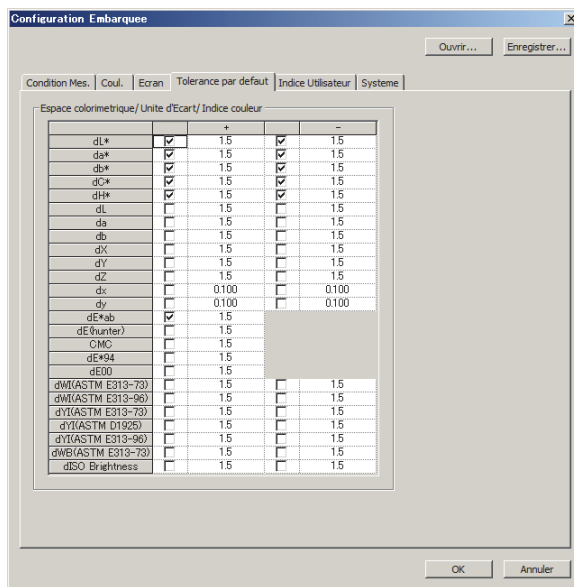 Configuration Embarquee
Ouvrir... Enregistrer...
Condition Mes. Coul. Ecran Tolerance par defaut Indice Utilisateur Systeme
Espace colorimetrique/ Unite d'Ecart/ Indice couleur
+ −
dL* 1.5 1.5
da* 1.5 1.5
db* 1.5 1.5
dC* 1.5 1.5
dH* 1.5 1.5
dL 1.5 1.5
da 1.5 1.5
db 1.5 1.5
dX 1.5 1.5
dY 1.5 1.5
dZ 1.5 1.5
dx 0.100 0.100
dy 0.100 0.100
dE*ab 1.5
dE(hunter) 1.5
CMC 1.5
dE*94 1.5
dE00 1.5
dWI(ASTM E313-73) 1.5 1.5
dWI(ASTM E313-96) 1.5 1.5
dYI(ASTM E313-73) 1.5 1.5
dYI(ASTM D1925) 1.5 1.5
dYI(ASTM E313-96) 1.5 1.5
dWB(ASTM E313-73) 1.5 1.5
dISO Brightness 1.5 1.5
OK Annuler